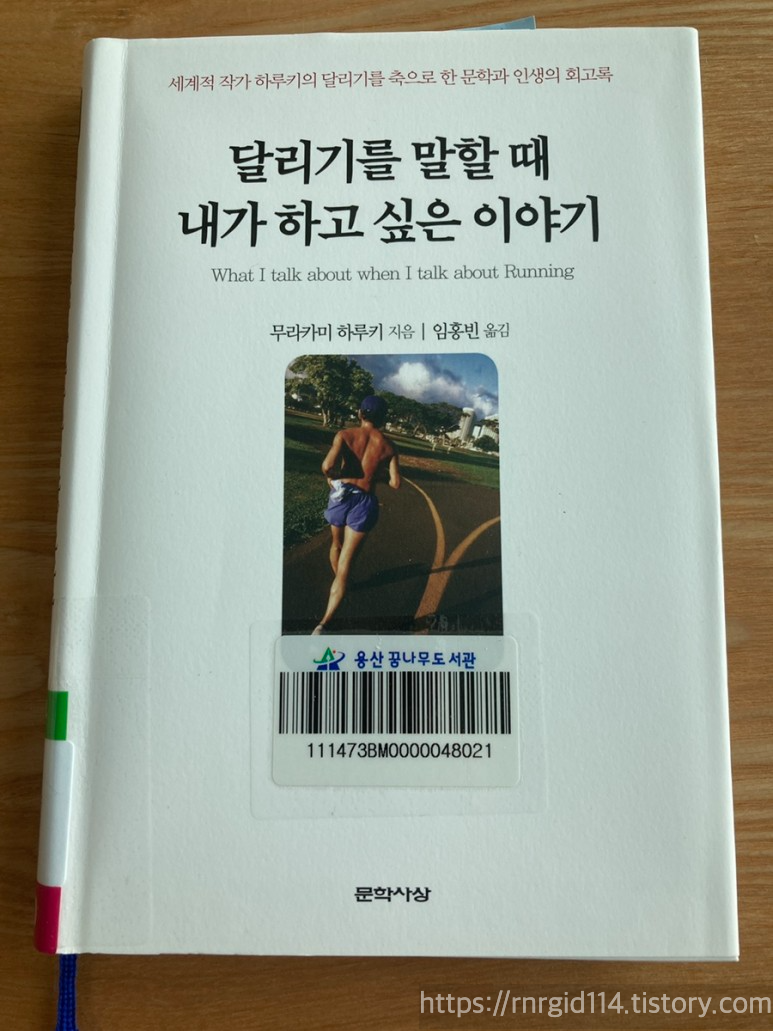 세계적 작가 하루키의 달리기를 축으로 한 문학과 인생의 회고록
달리기를 말할 때
내가 하고 싶은 이야기
What I talk about when I talk about Running
무라카미 하루키 지음 | 임홍빈 옮김
용산 꿈나무도서관
111473BM0000048021
문학사상
https://rnrgid114.tistory.com